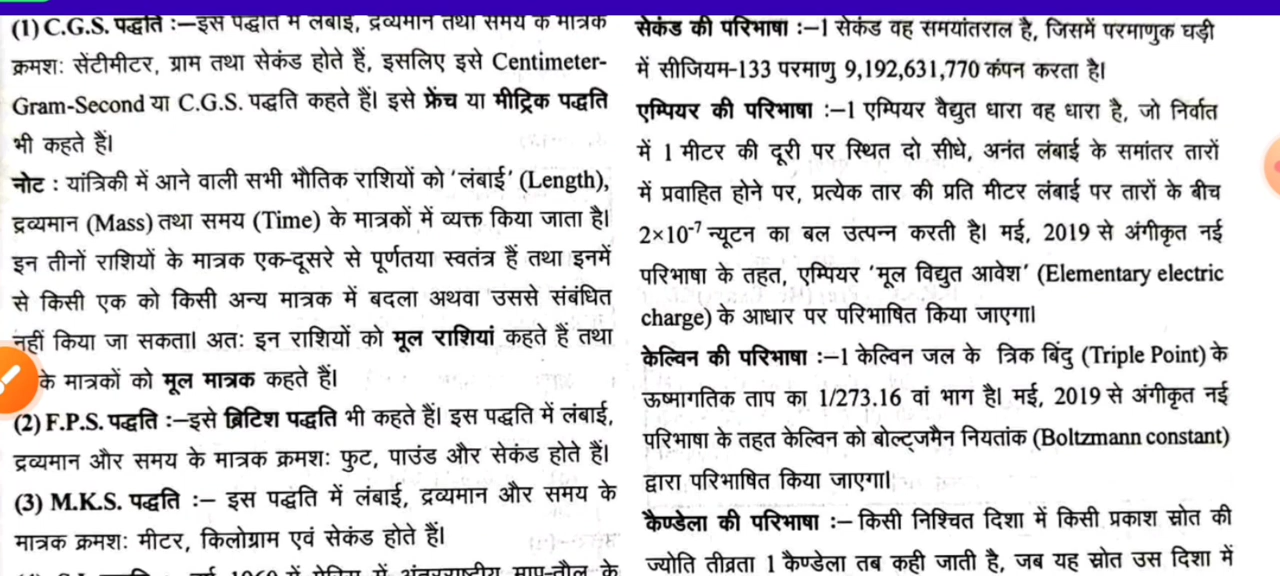 (1) C.G.S. पद्धति :–इस पद्धति में लंबाई, द्रव्यमान तथा समय के मात्रक
क्रमश: सेंटीमीटर, ग्राम तथा सेकंड होते हैं, इसलिए इसे Centimeter-
Gram-Second या C.G.S. पद्धति कहते हैं। इसे फ्रेंच या मीट्रिक पद्धति
भी कहते हैं।
नोट : यांत्रिकी में आने वाली सभी भौतिक राशियों को 'लंबाई' (Length),
द्रव्यमान (Mass) तथा समय (Time) के मात्रकों में व्यक्त किया जाता है।
इन तीनों राशियों के मात्रक एक-दूसरे से पूर्णतया स्वतंत्र हैं तथा इनमें
से किसी एक को किसी अन्य मात्रक में बदला अथवा उससे संबंधित
नहीं किया जा सकता। अत: इन राशियों को मूल राशियां कहते हैं तथा
के मात्रकों को मूल मात्रक कहते हैं।
(2) F.P.S. पद्धति :–इसे ब्रिटिश पद्धति भी कहते हैं। इस पद्धति में लंबाई,
द्रव्यमान और समय के मात्रक क्रमश: फुट, पाउंड और सेकंड होते हैं।
(3) M.K.S. पद्धति :– इस पद्धति में लंबाई, द्रव्यमान और समय के
मात्रक क्रमश: मीटर, किलोग्राम एवं सेकंड होते हैं।
सेकंड की परिभाषा :–1 सेकंड वह समयांतराल है, जिसमें परमाणुक घड़ी
में सीजियम-133 परमाणु 9,192,631,770 कंपन करता है।
एम्पियर की परिभाषा :–1 एम्पियर वैद्युत धारा वह धारा है, जो निर्वात
में 1 मीटर की दूरी पर स्थित दो सीधे, अनंत लंबाई के समांतर तारों
में प्रवाहित होने पर, प्रत्येक तार की प्रति मीटर लंबाई पर तारों के बीच
2×10⁻⁷ न्यूटन का बल उत्पन्न करती है। मई, 2019 से अंगीकृत नई
परिभाषा के तहत, एम्पियर 'मूल विद्युत आवेश' (Elementary electric
charge) के आधार पर परिभाषित किया जाएगा।
केल्विन की परिभाषा :–1 केल्विन जल के त्रिक बिंदु (Triple Point) के
ऊष्मागतिक ताप का 1/273.16 वां भाग है। मई, 2019 से अंगीकृत नई
परिभाषा के तहत केल्विन को बोल्ट्जमैन नियतांक (Boltzmann constant)
द्वारा परिभाषित किया जाएगा।
कैण्डेला की परिभाषा :– किसी निश्चित दिशा में किसी प्रकाश स्रोत की
ज्योति तीव्रता 1 कैण्डेला तब कही जाती है, जब यह स्रोत उस दिशा में